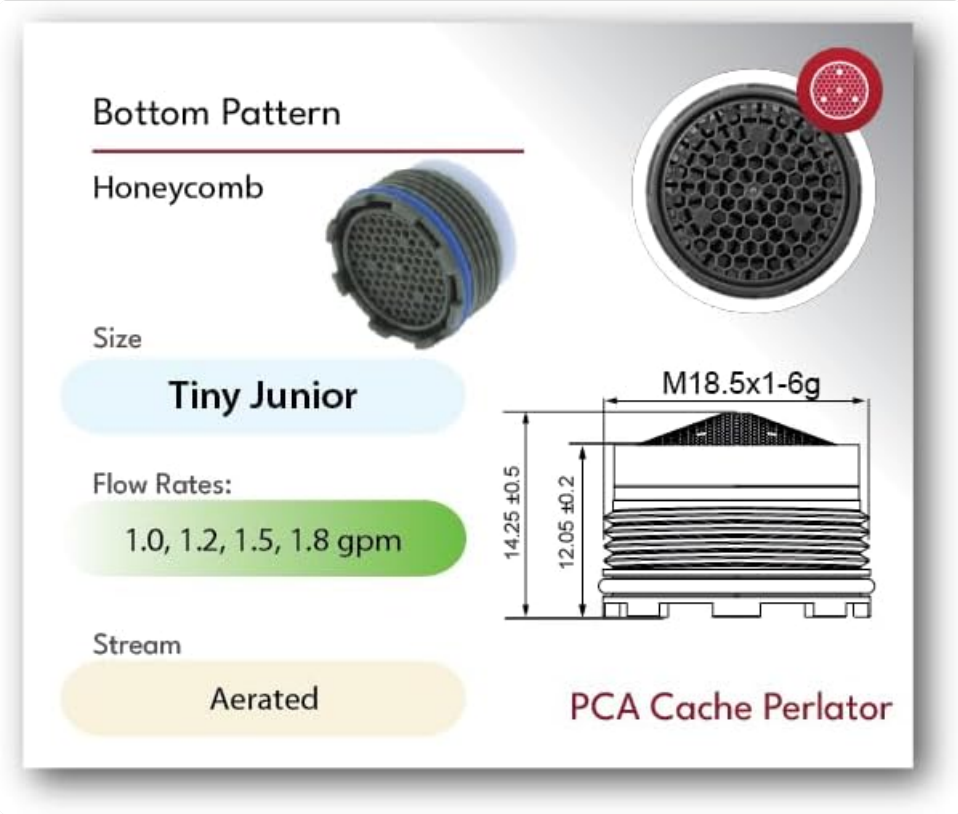 Bottom Pattern
Honeycomb
Size
Tiny Junior
Flow Rates:
1.0, 1.2, 1.5, 1.8 gpm
Stream
Aerated
M18.5x1-6g
14.25 ±0.5
12.05 ±0.2
PCA Cache Perlator